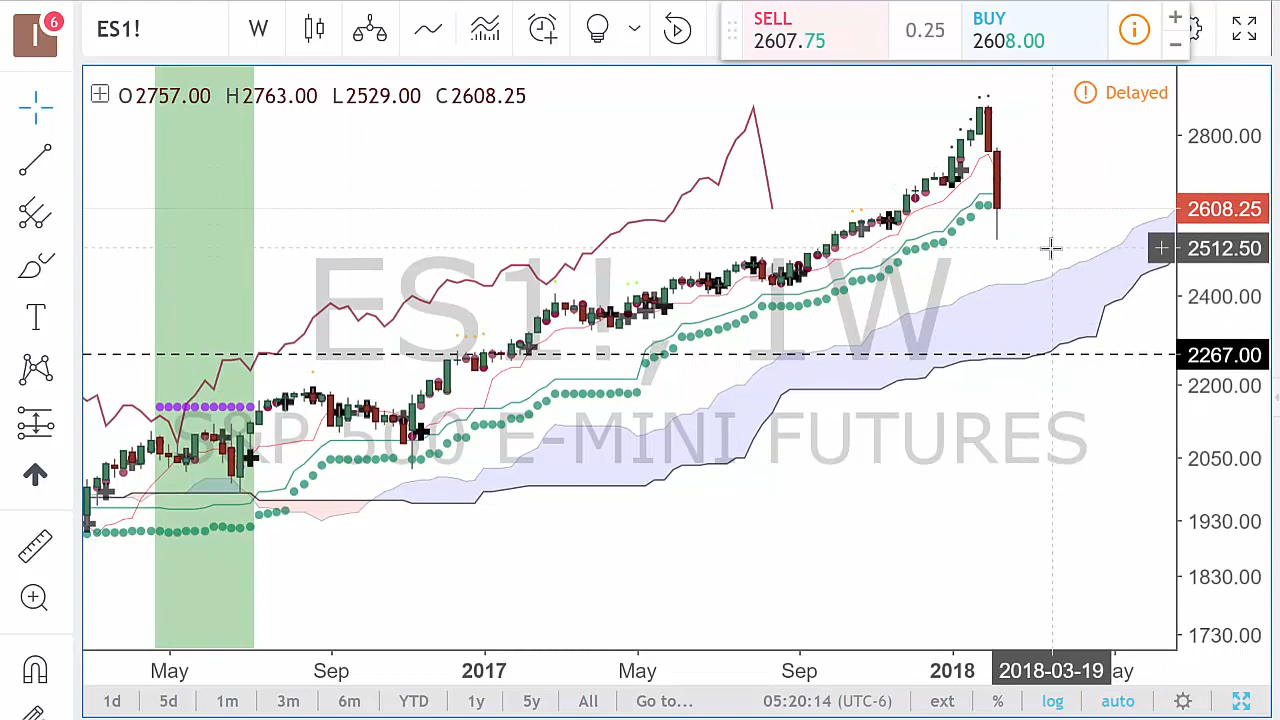 I 6 ES1! W SELL 2607.75 0.25 BUY 2608.00
O2757.00 H2763.00 L2529.00 C2608.25
Delayed
2800.00
2608.25
2512.50
2400.00
2267.00
2200.00
2050.00
1930.00
1830.00
1730.00
ES1!, 1W
S&P 500 E-MINI FUTURES
May Sep 2017 May Sep 2018 2018-03-19 ay
1d 5d 1m 3m 6m YTD 1y 5y All Go to... 05:20:14 (UTC-6) ext % log auto